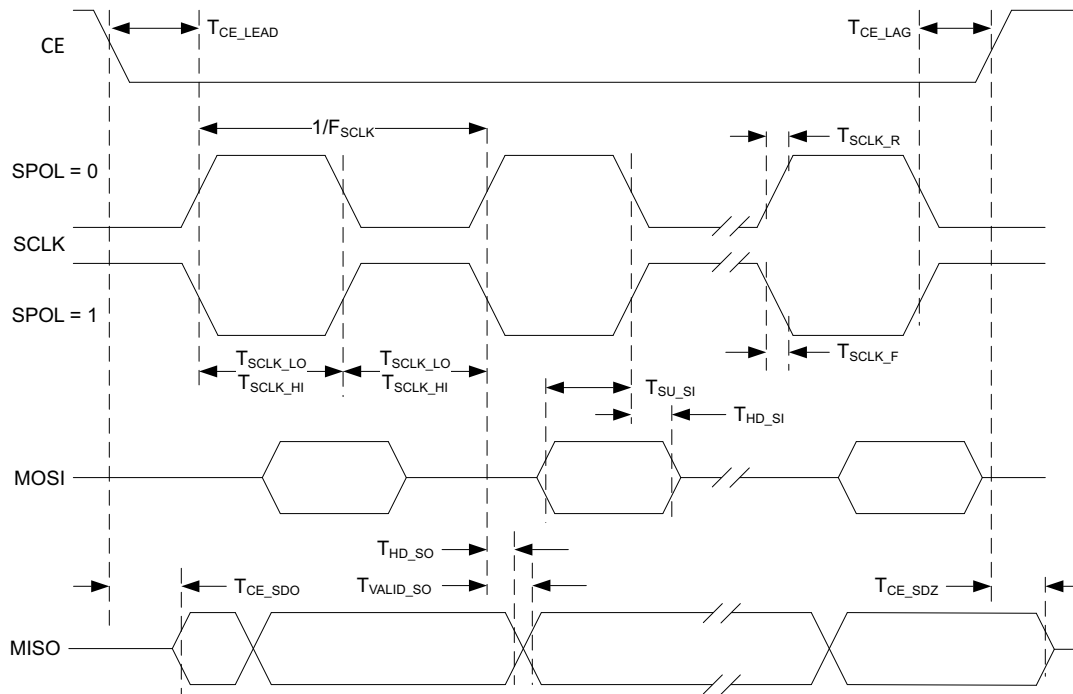 CE
T_CE_LEAD
T_CE_LAG
1/F_SCLK
T_SCLK_R
SPOL = 0
SCLK
SPOL = 1
T_SCLK_F
T_SCLK_LO T_SCLK_LO
T_SCLK_HI T_SCLK_HI
T_SU_SI
T_HD_SI
MOSI
T_HD_SO
T_CE_SDO
T_VALID_SO
T_CE_SDZ
MISO